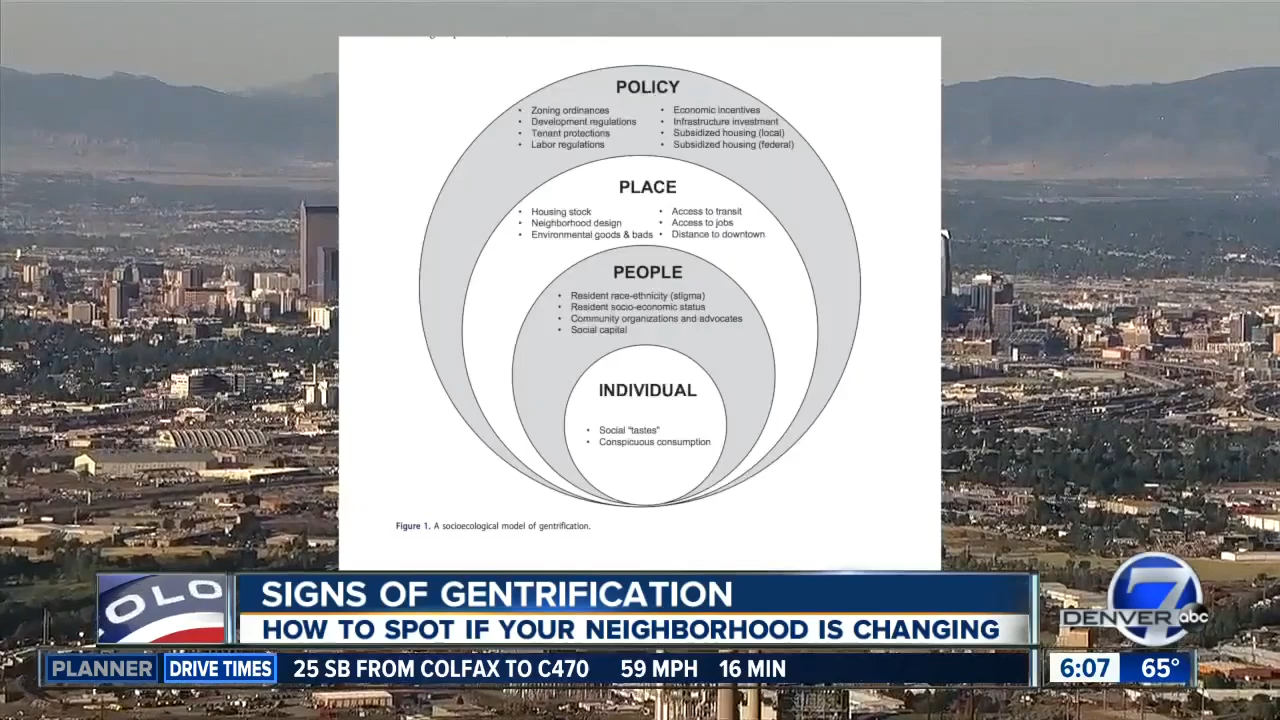 POLICY
• Zoning ordinances
• Development regulations
• Tenant protections
• Labor regulations
• Economic incentives
• Infrastructure investment
• Subsidized housing (local)
• Subsidized housing (federal)
PLACE
• Housing stock
• Neighborhood design
• Environmental goods & bads
• Access to transit
• Access to jobs
• Distance to downtown
PEOPLE
• Resident race-ethnicity (stigma)
• Resident socio-economic status
• Community organizations and advocates
• Social capital
INDIVIDUAL
• Social "tastes"
• Conspicuous consumption
Figure 1. A socioecological model of gentrification.
OLO
SIGNS OF GENTRIFICATION
HOW TO SPOT IF YOUR NEIGHBORHOOD IS CHANGING
DENVER 7 abc
PLANNER DRIVE TIMES 25 SB FROM COLFAX TO C470 59 MPH 16 MIN
6:07 65°